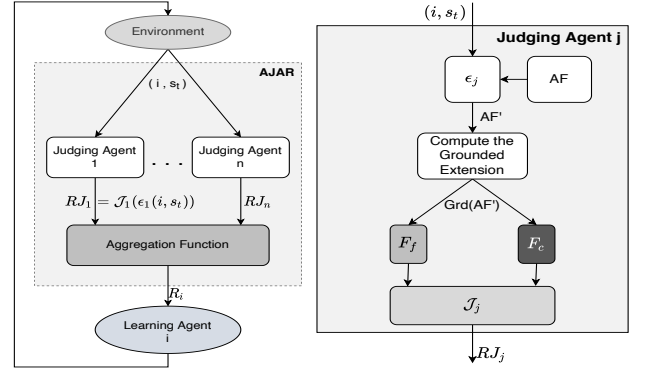 Environment
AJAR
( i , s_t )
Judging Agent
1
. . .
Judging Agent
n
RJ_1 = 𝒥_1(ϵ_1(i, s_t))
RJ_n
Aggregation Function
R_i
Learning Agent
i
(i, s_t)
Judging Agent j
ϵ_j
AF
AF'
Compute the
Grounded
Extension
Grd(AF')
F_f
F_c
𝒥_j
RJ_j